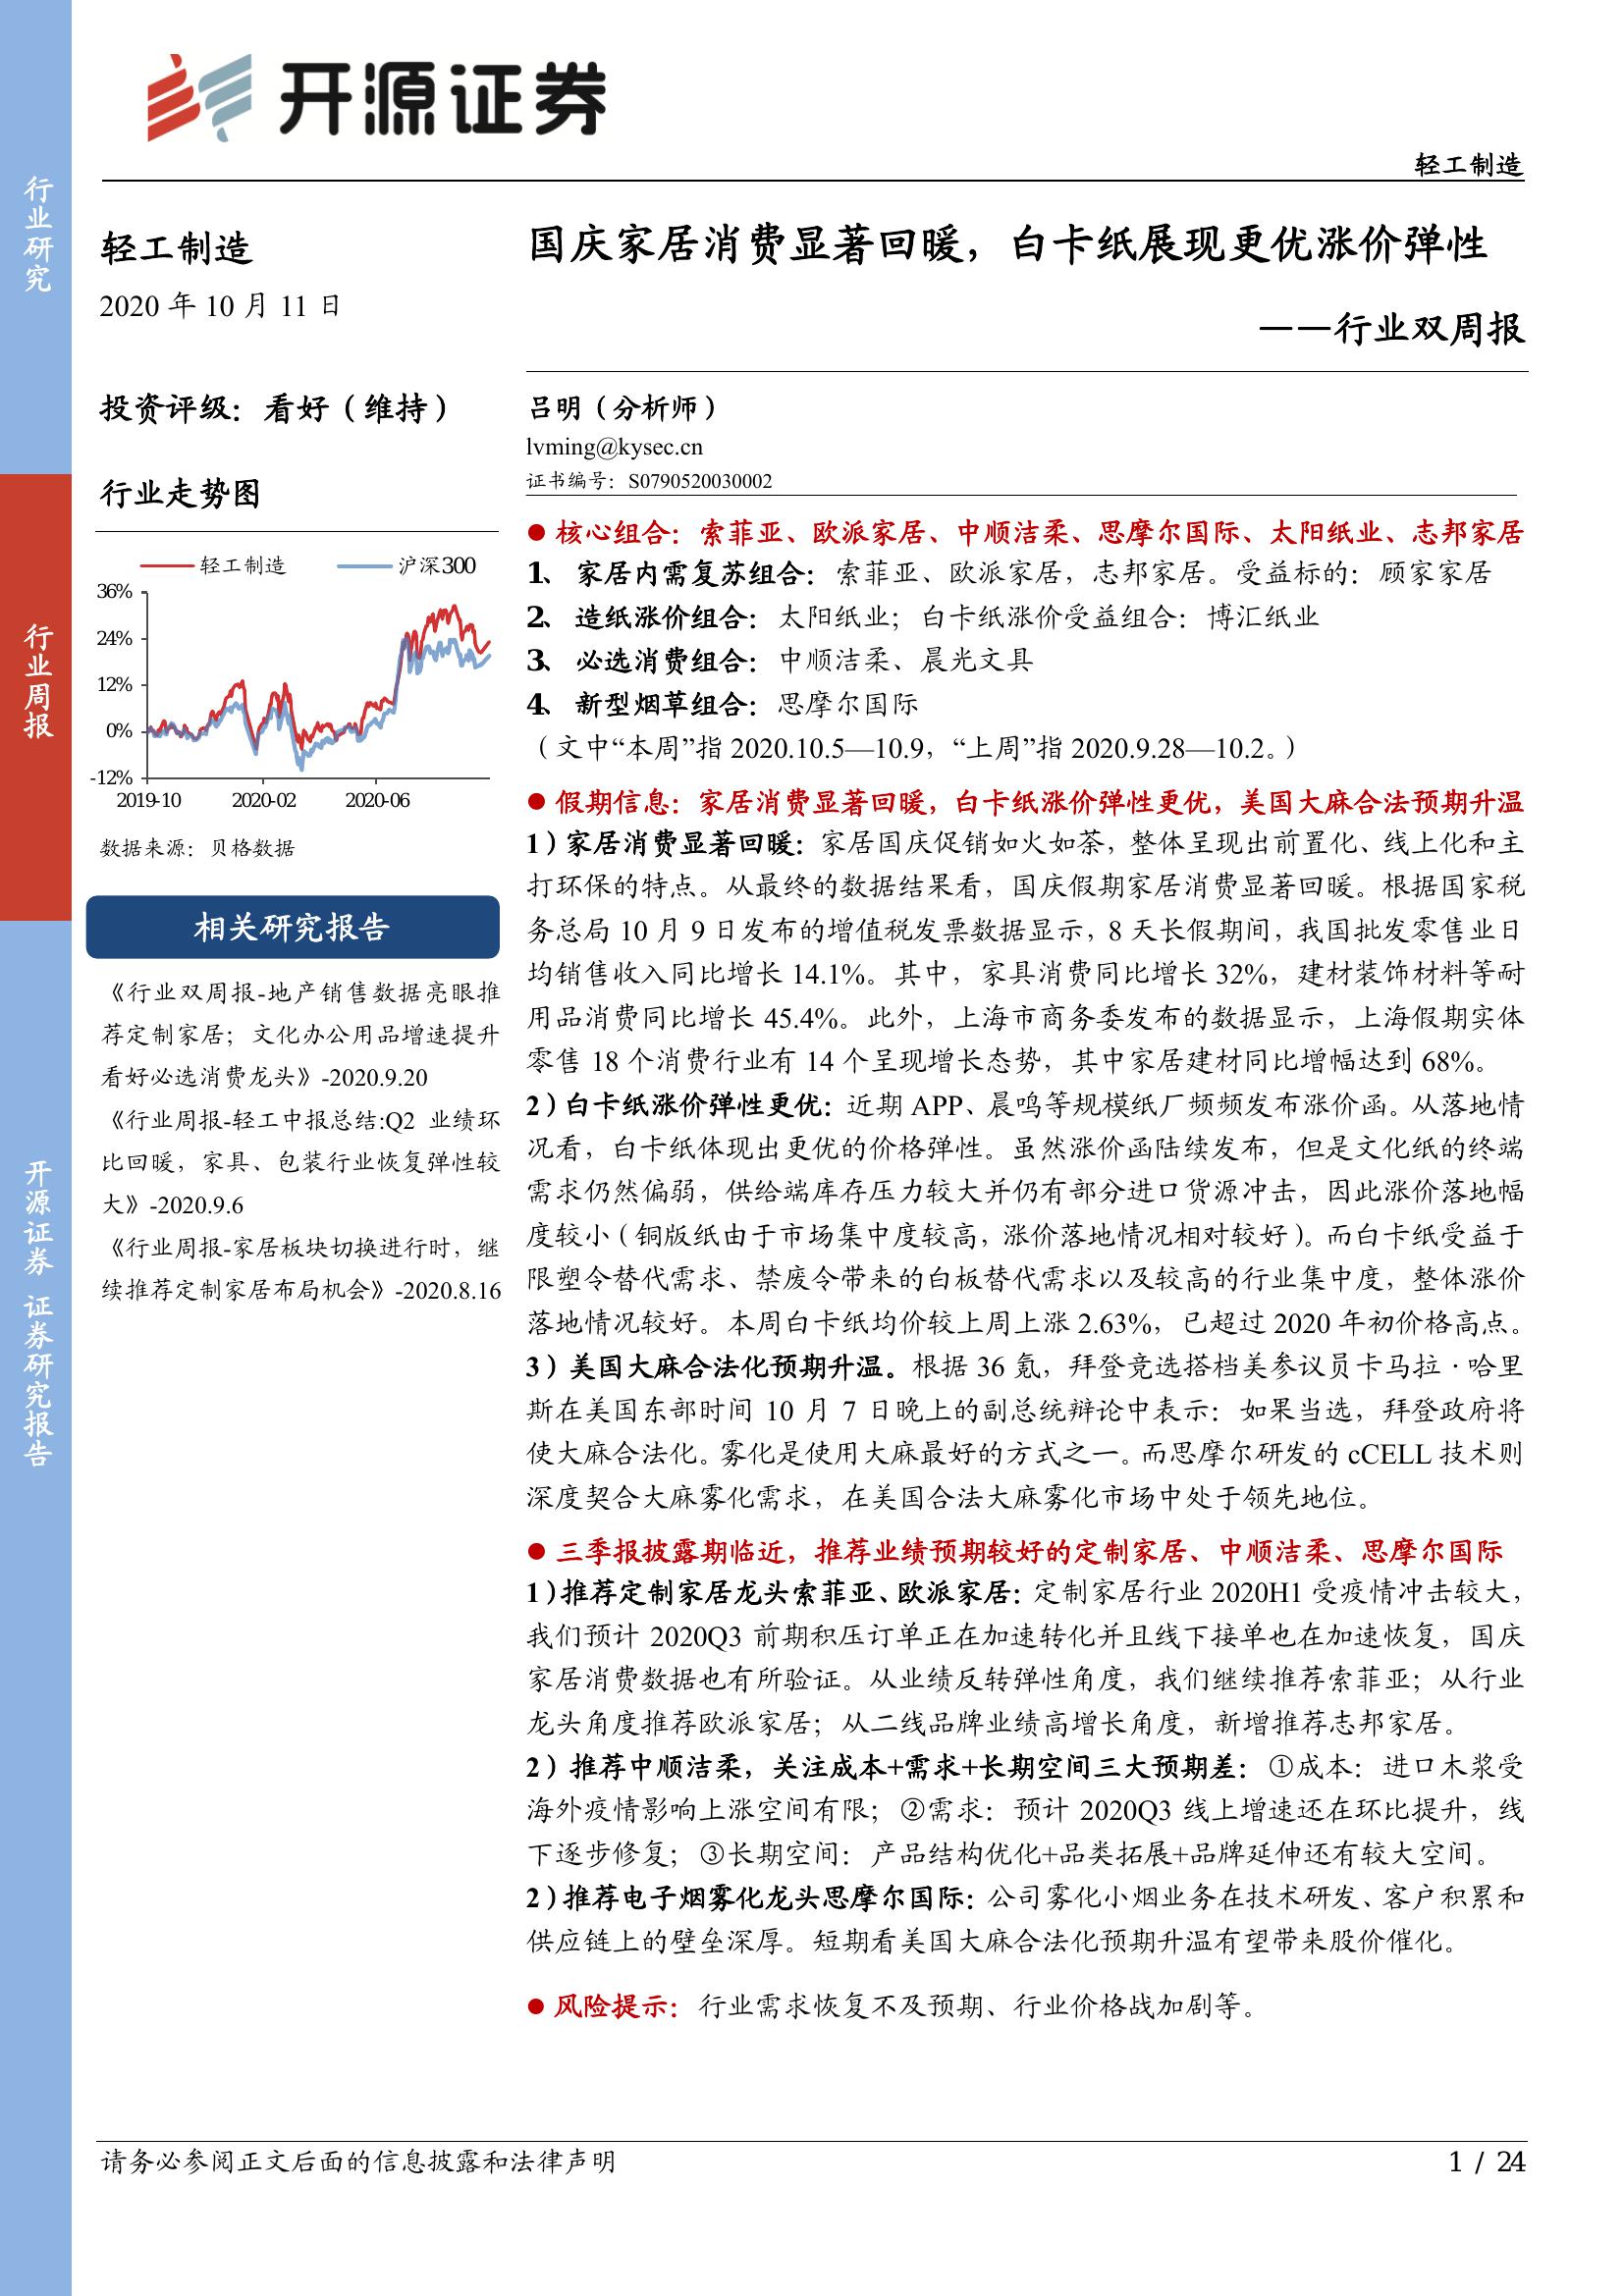 开源证券
轻工制造
行业研究
行业周报
开源证券 证券研究报告
轻工制造
2020 年 10 月 11 日
投资评级：看好（维持）
行业走势图
轻工制造
沪深300
36%
24%
12%
0%
-12%
2019-10
2020-02
2020-06
数据来源：贝格数据
相关研究报告
《行业双周报-地产销售数据亮眼推
荐定制家居；文化办公用品增速提升
看好必选消费龙头》-2020.9.20
《行业周报-轻工中报总结:Q2 业绩环
比回暖，家具、包装行业恢复弹性较
大》-2020.9.6
《行业周报-家居板块切换进行时，继
续推荐定制家居布局机会》-2020.8.16
国庆家居消费显著回暖，白卡纸展现更优涨价弹性
——行业双周报
吕明（分析师）
lvming@kysec.cn
证书编号：S0790520030002
● 核心组合：索菲亚、欧派家居、中顺洁柔、思摩尔国际、太阳纸业、志邦家居
1、 家居内需复苏组合：索菲亚、欧派家居，志邦家居。受益标的：顾家家居
2、 造纸涨价组合：太阳纸业；白卡纸涨价受益组合：博汇纸业
3、 必选消费组合：中顺洁柔、晨光文具
4、 新型烟草组合：思摩尔国际
（文中“本周”指 2020.10.5—10.9，“上周”指 2020.9.28—10.2。）
● 假期信息：家居消费显著回暖，白卡纸涨价弹性更优，美国大麻合法预期升温
1）家居消费显著回暖：家居国庆促销如火如荼，整体呈现出前置化、线上化和主
打环保的特点。从最终的数据结果看，国庆假期家居消费显著回暖。根据国家税
务总局 10 月 9 日发布的增值税发票数据显示，8 天长假期间，我国批发零售业日
均销售收入同比增长 14.1%。其中，家具消费同比增长 32%，建材装饰材料等耐
用品消费同比增长 45.4%。此外，上海市商务委发布的数据显示，上海假期实体
零售 18 个消费行业有 14 个呈现增长态势，其中家居建材同比增幅达到 68%。
2）白卡纸涨价弹性更优：近期 APP、晨鸣等规模纸厂频频发布涨价函。从落地情
况看，白卡纸体现出更优的价格弹性。虽然涨价函陆续发布，但是文化纸的终端
需求仍然偏弱，供给端库存压力较大并仍有部分进口货源冲击，因此涨价落地幅
度较小（铜版纸由于市场集中度较高，涨价落地情况相对较好）。而白卡纸受益于
限塑令替代需求、禁废令带来的白板替代需求以及较高的行业集中度，整体涨价
落地情况较好。本周白卡纸均价较上周上涨 2.63%，已超过 2020 年初价格高点。
3）美国大麻合法化预期升温。根据 36 氪，拜登竞选搭档美参议员卡马拉·哈里
斯在美国东部时间 10 月 7 日晚上的副总统辩论中表示：如果当选，拜登政府将
使大麻合法化。雾化是使用大麻最好的方式之一。而思摩尔研发的 cCELL 技术则
深度契合大麻雾化需求，在美国合法大麻雾化市场中处于领先地位。
● 三季报披露期临近，推荐业绩预期较好的定制家居、中顺洁柔、思摩尔国际
1）推荐定制家居龙头索菲亚、欧派家居：定制家居行业 2020H1 受疫情冲击较大，
我们预计 2020Q3 前期积压订单正在加速转化并且线下接单也在加速恢复，国庆
家居消费数据也有所验证。从业绩反转弹性角度，我们继续推荐索菲亚；从行业
龙头角度推荐欧派家居；从二线品牌业绩高增长角度，新增推荐志邦家居。
2）推荐中顺洁柔，关注成本+需求+长期空间三大预期差：①成本：进口木浆受
海外疫情影响上涨空间有限；②需求：预计 2020Q3 线上增速还在环比提升，线
下逐步修复；③长期空间：产品结构优化+品类拓展+品牌延伸还有较大空间。
2）推荐电子烟雾化龙头思摩尔国际：公司雾化小烟业务在技术研发、客户积累和
供应链上的壁垒深厚。短期看美国大麻合法化预期升温有望带来股价催化。
● 风险提示：行业需求恢复不及预期、行业价格战加剧等。
请务必参阅正文后面的信息披露和法律声明
1 / 24